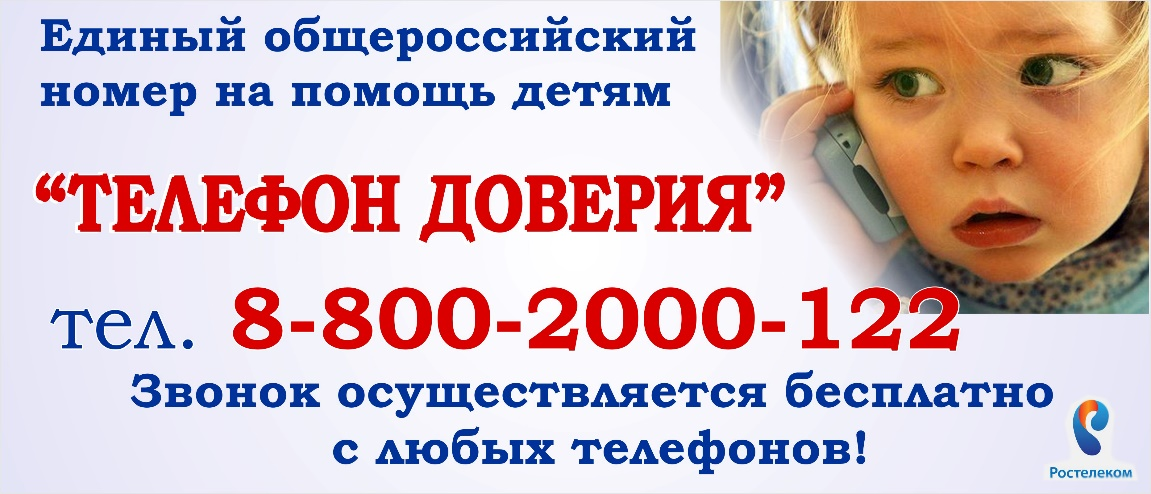 Единый общероссийский
номер на помощь детям
“ТЕЛЕФОН ДОВЕРИЯ”
тел. 8-800-2000-122
Звонок осуществляется бесплатно
с любых телефонов!
Ростелеком